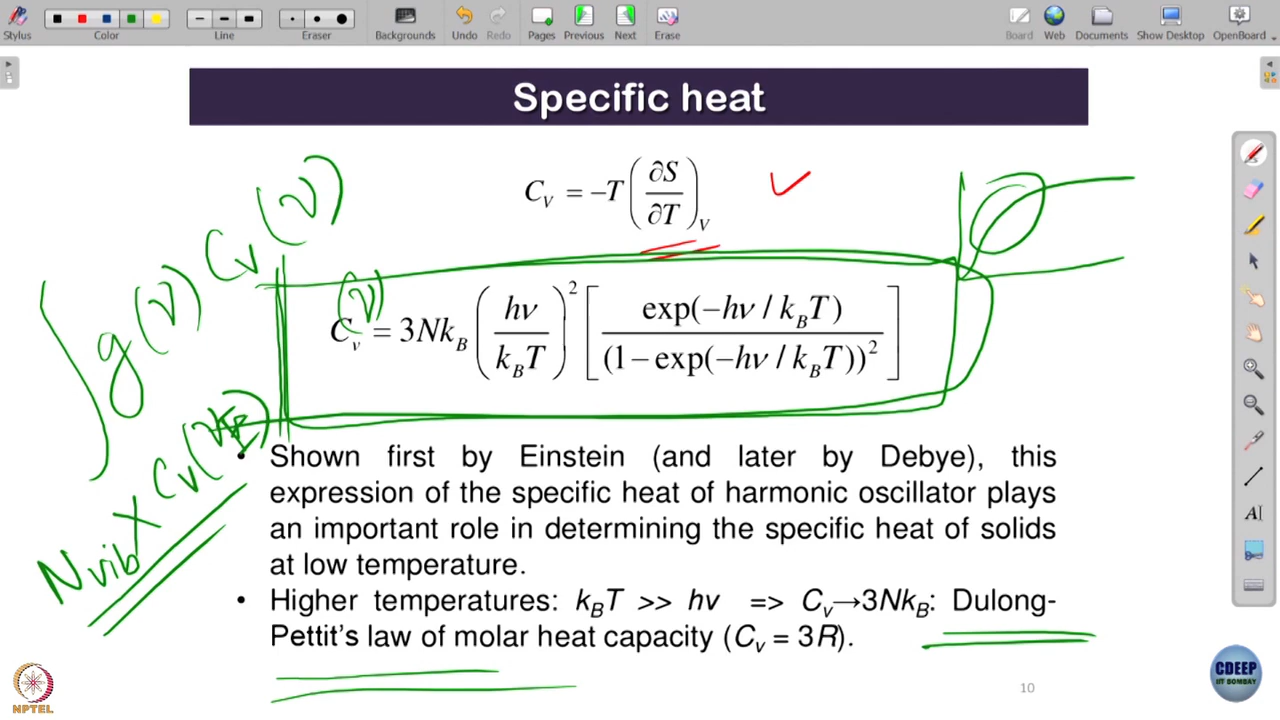 Stylus Color Line Eraser Backgrounds Undo Redo Pages Previous Next Erase Board Web Documents Show Desktop OpenBoard
Specific heat
C_V = –T (∂S/∂T)_V
∫ g(ν) C_v(ν)
C_v(ν) = 3Nk_B (hν / k_BT)² [exp(–hν / k_BT) / (1 – exp(–hν / k_BT))²]
N_vib × C_v(
• Shown first by Einstein (and later by Debye), this
expression of the specific heat of harmonic oscillator plays
an important role in determining the specific heat of solids
at low temperature.
• Higher temperatures: k_BT >> hν => C_v→3Nk_B: Dulong-
Pettit's law of molar heat capacity (C_v = 3R).
10
NPTEL
CDEEP
IIT BOMBAY
AI